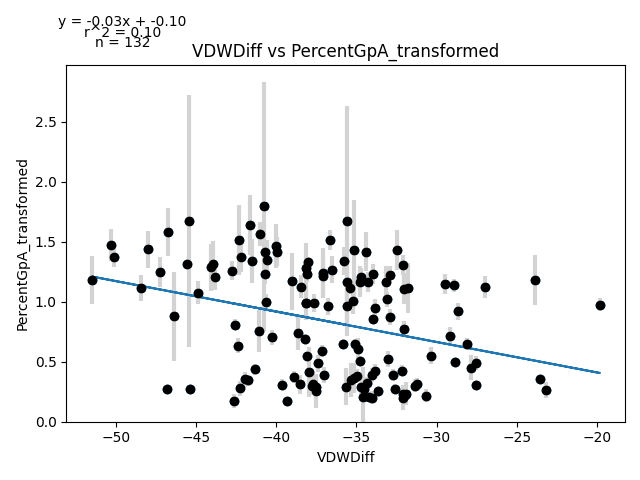 y = -0.03x + -0.10
r^2 = 0.10
n = 132
VDWDiff vs PercentGpA_transformed
PercentGpA_transformed
2.5
2.0
1.5
1.0
0.5
0.0
−50
−45
−40
−35
−30
−25
−20
VDWDiff